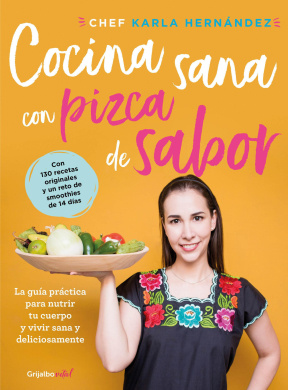 CHEF KARLA HERNÁNDEZ
Cocina sana
con pizca
de sabor
Con
130 recetas
originales
y un reto de
smoothies
de 14 días
La guía práctica
para nutrir
tu cuerpo
y vivir sana y
deliciosamente
Grijalbo vital